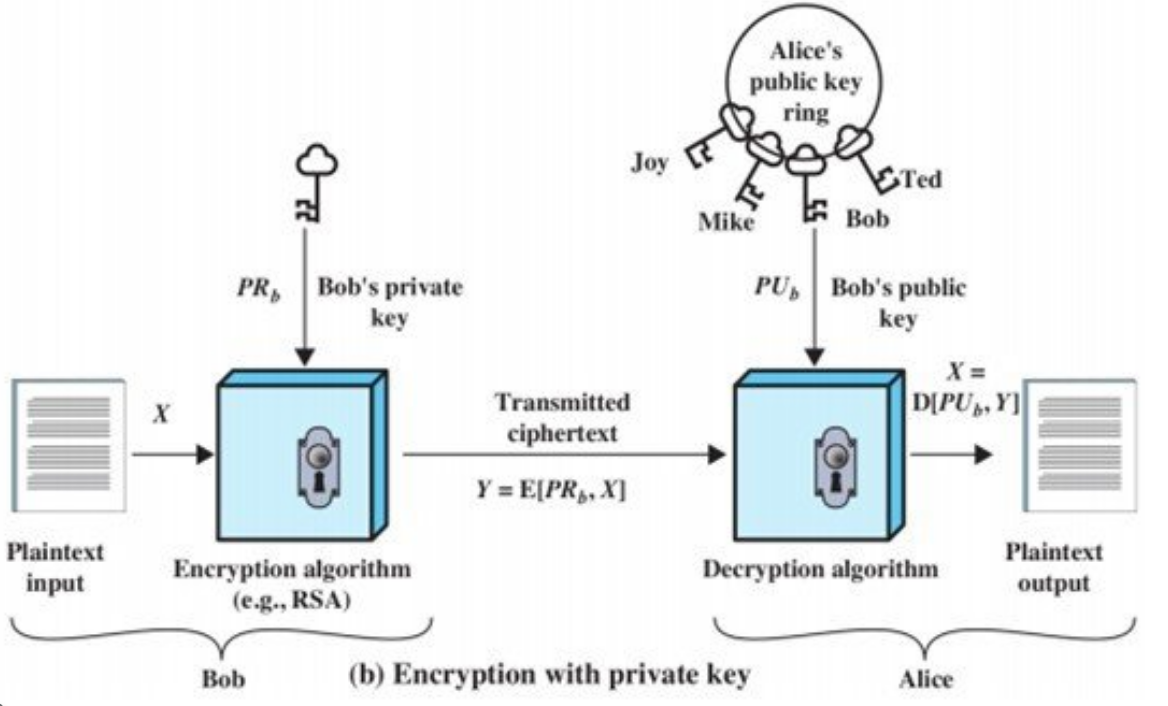 Alice's
public key
ring
Joy
Mike
Bob
Ted
PR_b
Bob's private
key
PU_b
Bob's public
key
X
Transmitted
ciphertext
Y = E[PR_b, X]
X =
D[PU_b, Y]
Plaintext
input
Encryption algorithm
(e.g., RSA)
Decryption algorithm
Plaintext
output
Bob
(b) Encryption with private key
Alice